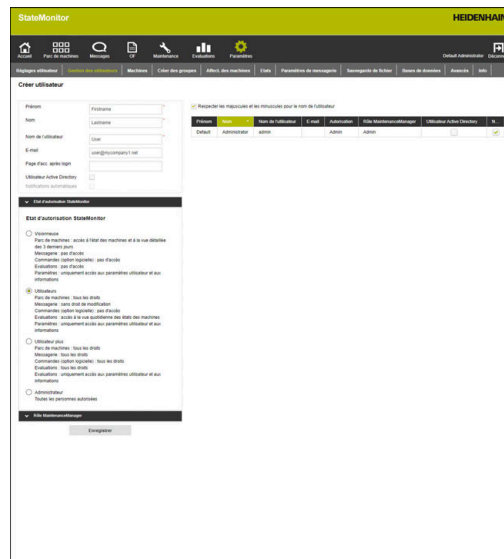 StateMonitor
HEIDENHAIN
Accueil
Parc de machines
Messages
OF
Maintenance
Evaluations
Paramètres
Default Administrator
Réglages utilisateur
Gestion des utilisateurs
Machines
Créer des groupes
Affect. des machines
Etats
Paramètres de messagerie
Sauvegarde de fichier
Bases de données
Avancés
Info
Créer utilisateur
Prénom
Firstname
Nom
Lastname
Nom de l'utilisateur
User
E-mail
user@mycompany1.net
Page d'acc. après login
Utilisateur Active Directory
Notifications automatiques
Respecter les majuscules et les minuscules pour le nom de l'utilisateur
Prénom Nom Nom de l'utilisateur E-mail Autorisation Rôle MaintenanceManager Utilisateur Active Directory N...
Default Administrator admin Admin Admin
Etat d'autorisation StateMonitor
Etat d'autorisation StateMonitor
Visionneuse
Parc de machines : accès à l'état des machines et à la vue détaillée
des 3 derniers jours
Messagerie : pas d'accès
Commandes (option logicielle) : pas d'accès
Evaluations : pas d'accès
Paramètres : uniquement accès aux paramètres utilisateur et aux
informations
Utilisateurs
Parc de machines : tous les droits
Messagerie : sans droit de modification
Commandes (option logicielle) : pas d'accès
Evaluations : accès à la vue quotidienne des états des machines
Paramètres : uniquement accès aux paramètres utilisateur et aux
informations
Utilisateur plus
Parc de machines : tous les droits
Messagerie : tous les droits
Commandes (option logicielle) : tous les droits
Evaluations : tous les droits
Paramètres : uniquement accès aux paramètres utilisateur et aux
informations
Administrateur
Toutes les personnes autorisées
Rôle MaintenanceManager
Enregistrer